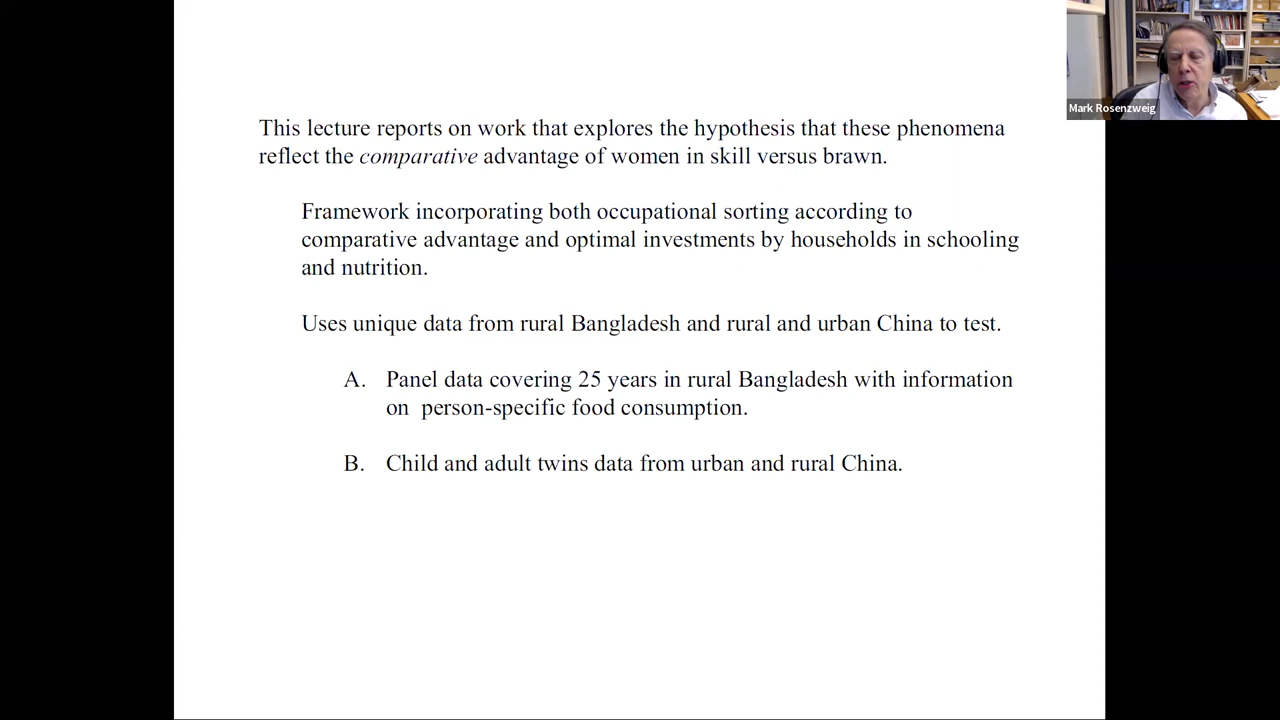 Mark Rosenzweig
This lecture reports on work that explores the hypothesis that these phenomena
reflect the comparative advantage of women in skill versus brawn.
Framework incorporating both occupational sorting according to
comparative advantage and optimal investments by households in schooling
and nutrition.
Uses unique data from rural Bangladesh and rural and urban China to test.
A. Panel data covering 25 years in rural Bangladesh with information
on person-specific food consumption.
B. Child and adult twins data from urban and rural China.